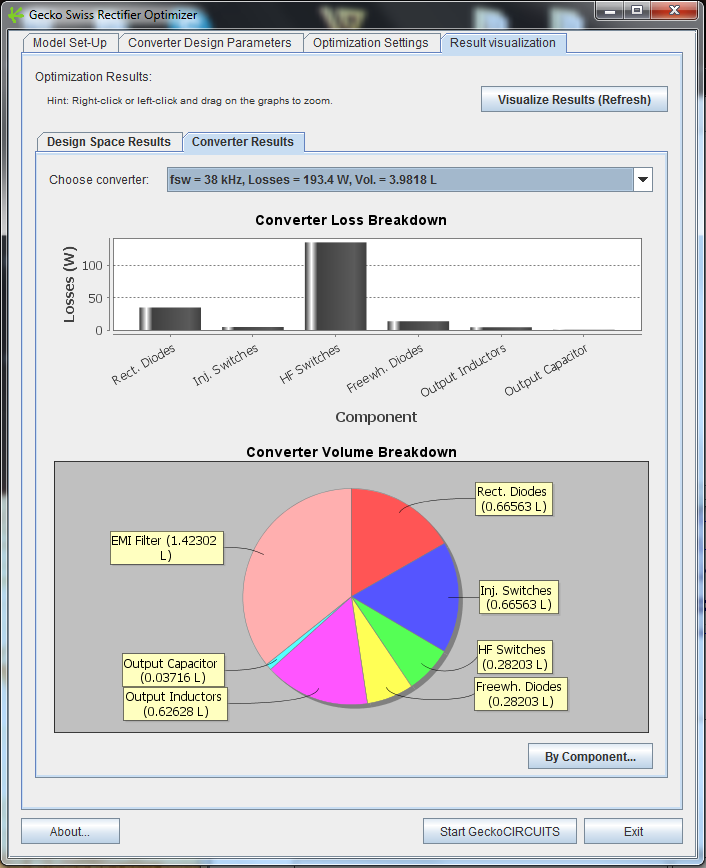 Gecko Swiss Rectifier Optimizer
Model Set-Up
Converter Design Parameters
Optimization Settings
Result visualization
Optimization Results:
Hint: Right-click or left-click and drag on the graphs to zoom.
Visualize Results (Refresh)
Design Space Results
Converter Results
Choose converter:
fsw = 38 kHz, Losses = 193.4 W, Vol. = 3.9818 L
Converter Loss Breakdown
Losses (W)
100
50
0
Rect. Diodes
Inj. Switches
HF Switches
Freewh. Diodes
Output Inductors
Output Capacitor
Component
Converter Volume Breakdown
Rect. Diodes
(0.66563 L)
EMI Filter (1.42302
L)
Inj. Switches
(0.66563 L)
HF Switches
(0.28203 L)
Output Capacitor
(0.03716 L)
Freewh. Diodes
(0.28203 L)
Output Inductors
(0.62628 L)
By Component...
About...
Start GeckoCIRCUITS
Exit